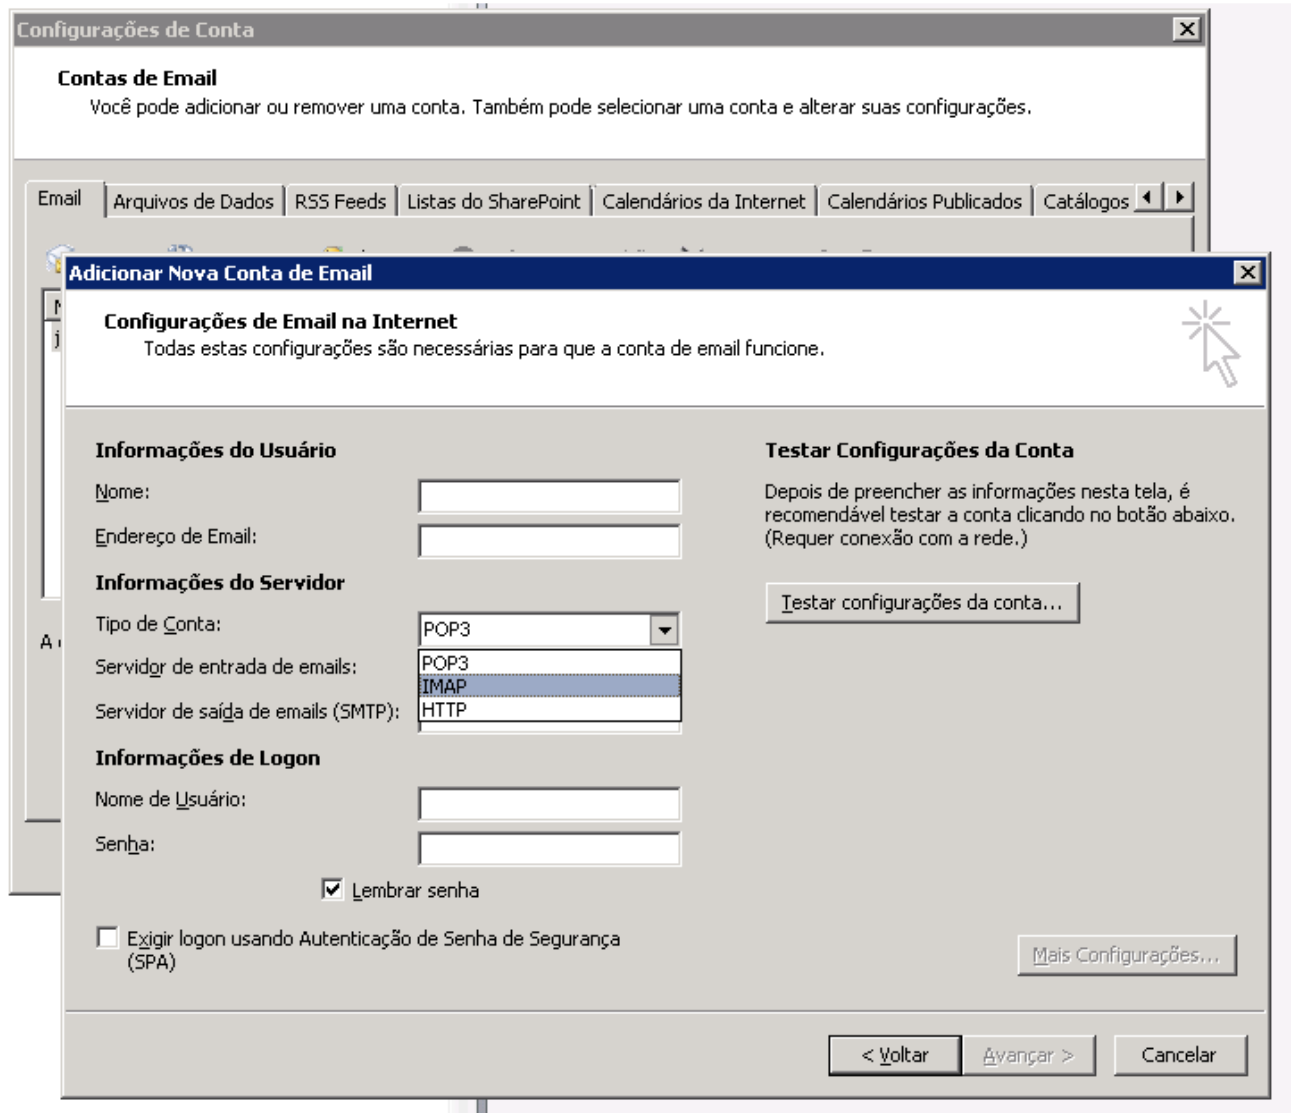 Configurações de Conta
Contas de Email
Você pode adicionar ou remover uma conta. Também pode selecionar uma conta e alterar suas configurações.
Email Arquivos de Dados RSS Feeds Listas do SharePoint Calendários da Internet Calendários Publicados Catálogos
Adicionar Nova Conta de Email
Configurações de Email na Internet
Todas estas configurações são necessárias para que a conta de email funcione.
Informações do Usuário
Nome:
Endereço de Email:
Informações do Servidor
Tipo de Conta:
POP3
POP3
IMAP
HTTP
Servidor de entrada de emails:
Servidor de saída de emails (SMTP):
Informações de Logon
Nome de Usuário:
Senha:
Lembrar senha
Exigir logon usando Autenticação de Senha de Segurança
(SPA)
Testar Configurações da Conta
Depois de preencher as informações nesta tela, é
recomendável testar a conta clicando no botão abaixo.
(Requer conexão com a rede.)
Testar configurações da conta...
Mais Configurações...
< Voltar
Avançar >
Cancelar